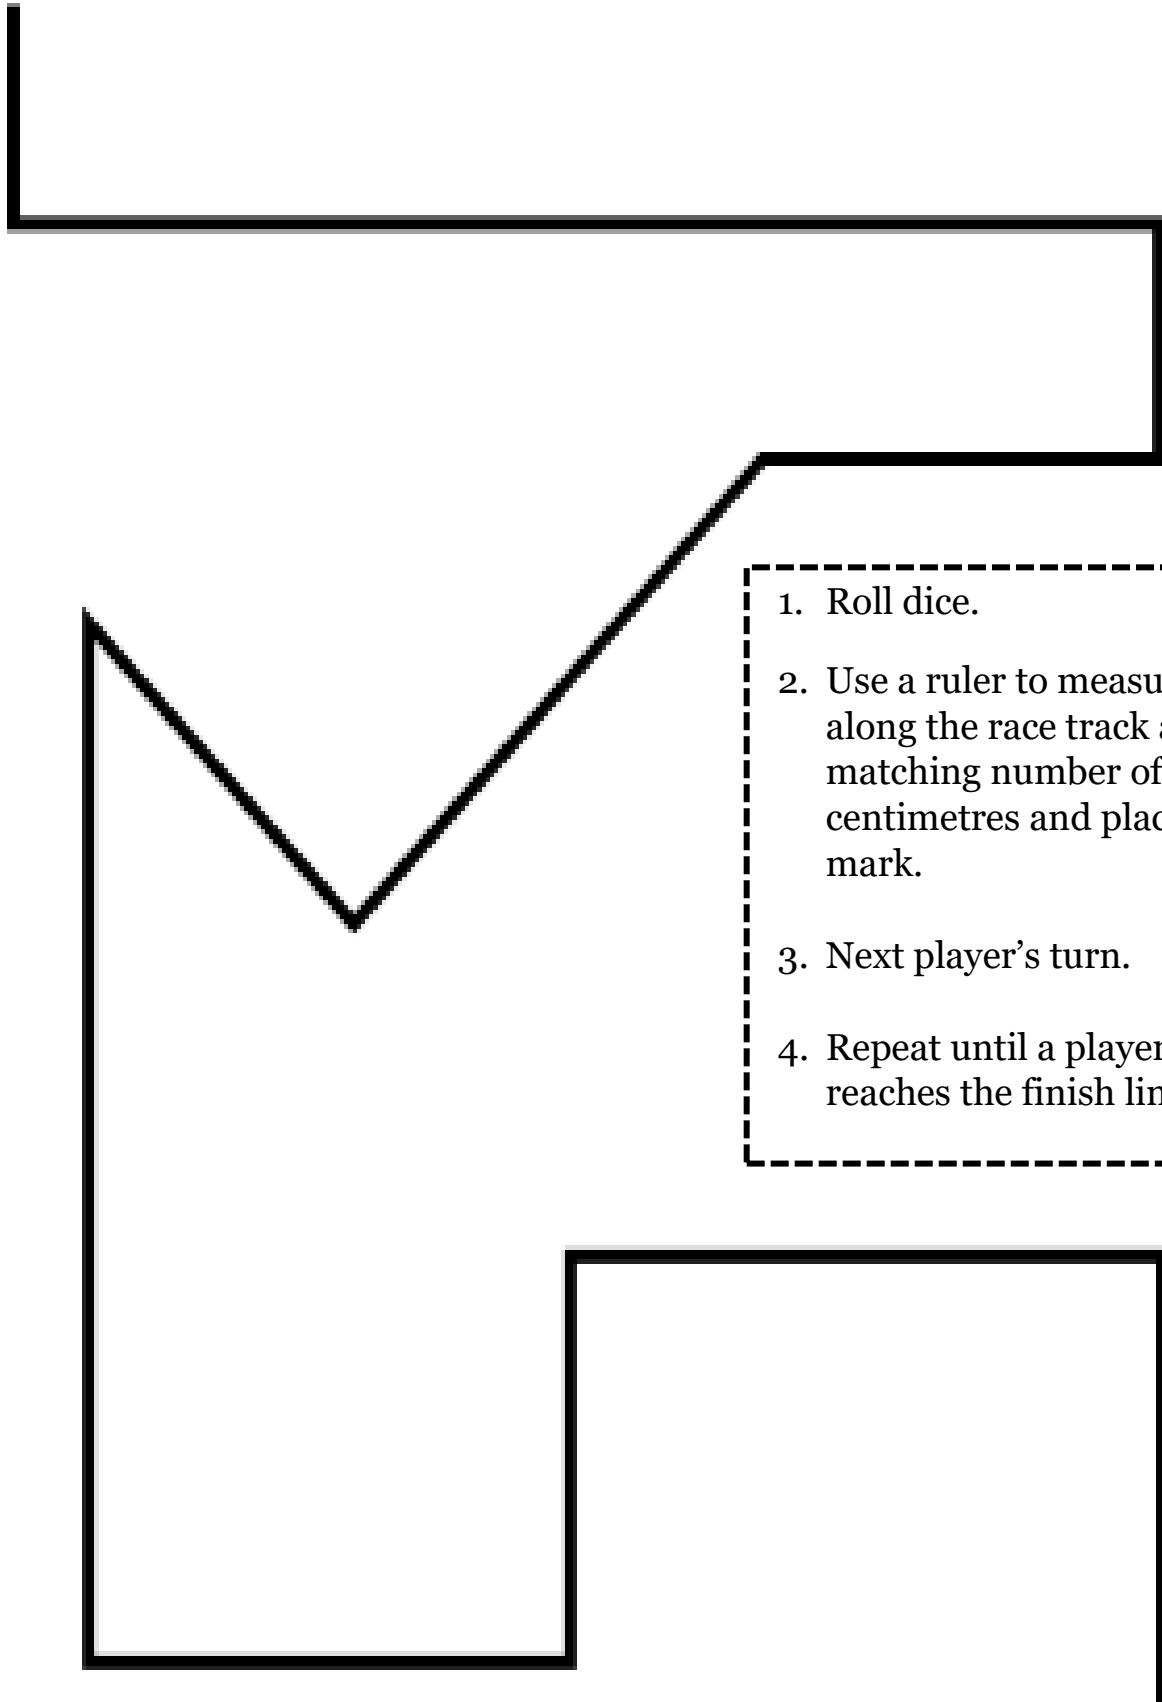 1. Roll dice.
2. Use a ruler to measu
along the race track a
matching number of
centimetres and plac
mark.
3. Next player’s turn.
4. Repeat until a player
reaches the finish lin